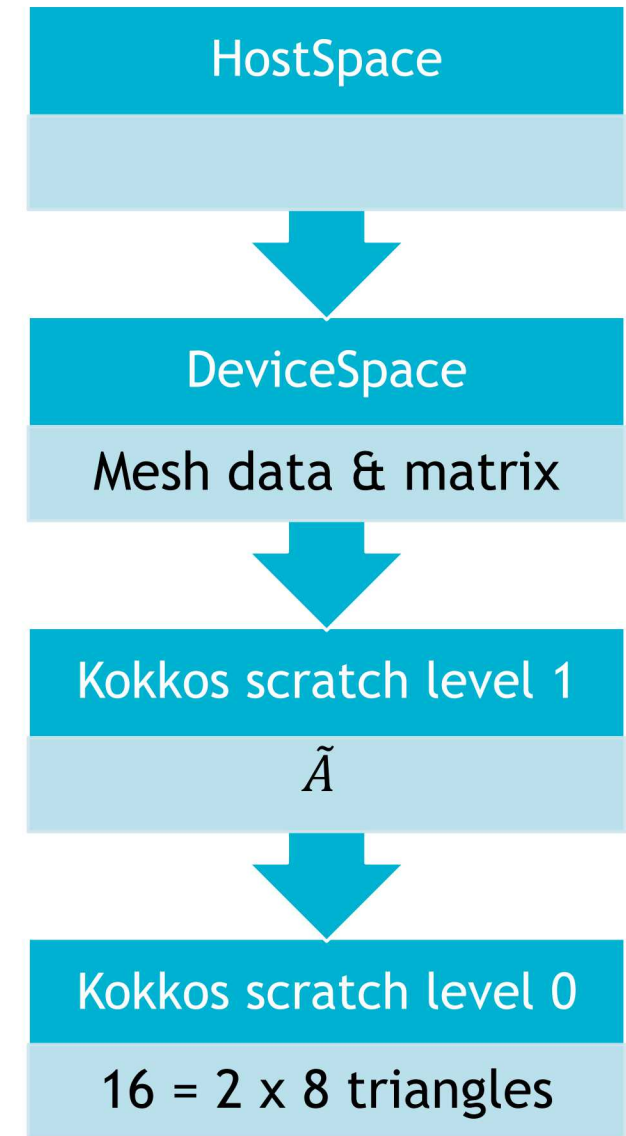 HostSpace
DeviceSpace
Mesh data & matrix
Kokkos scratch level 1
Ã
Kokkos scratch level 0
16 = 2 x 8 triangles